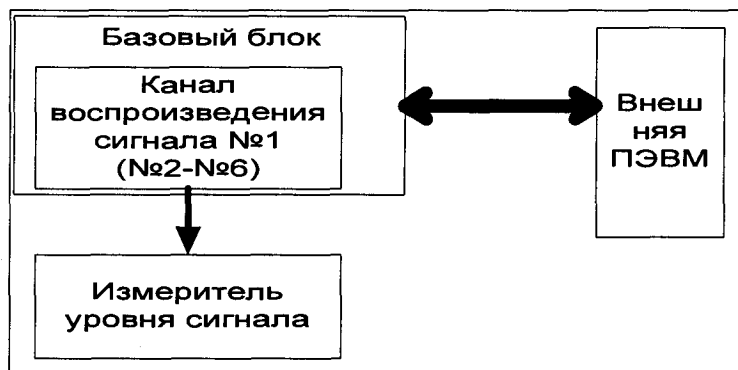 Базовый блок
Канал
воспроизведения
сигнала №1
(№2-№6)
Внеш
няя
ПЭВМ
Измеритель
уровня сигнала